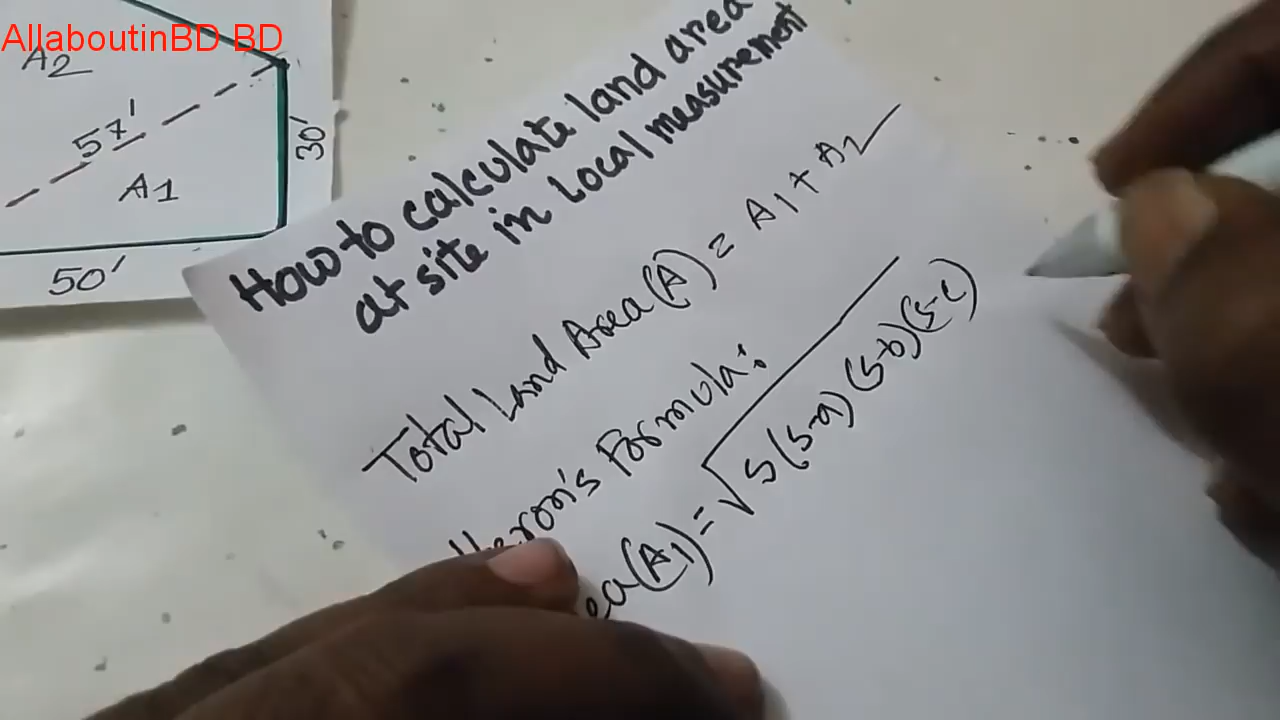 AllaboutinBD BD
A2
57'
30'
A1
50'
How to calculate land area
at site in Local measurement
Total Land Area (A) = A1 + A2
Heron's Formula:
ea (A1) = √S(S-a) (S-b) (S-c)